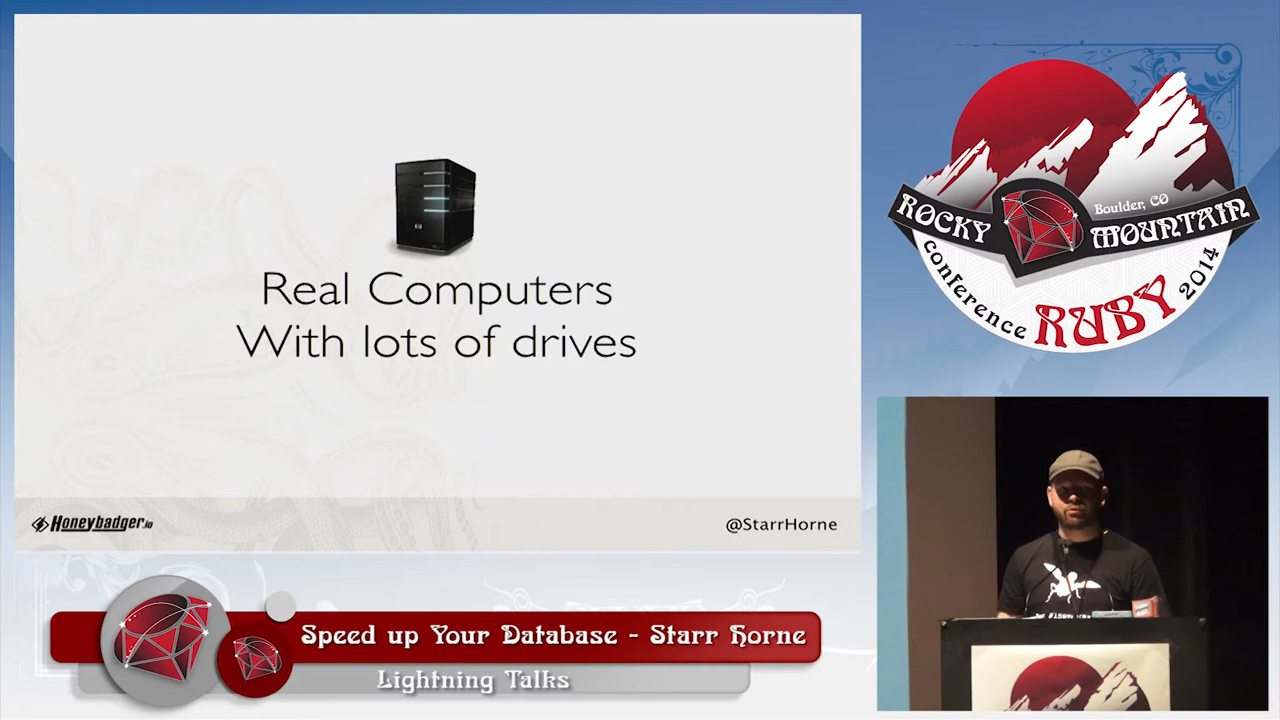 Real Computers
With lots of drives
Honeybadger.io
@StarrHorne
ROCKY MOUNTAIN
Boulder, CO
conference RUBY 2014
Speed up Your Database - Starr Horne
Lightning Talks